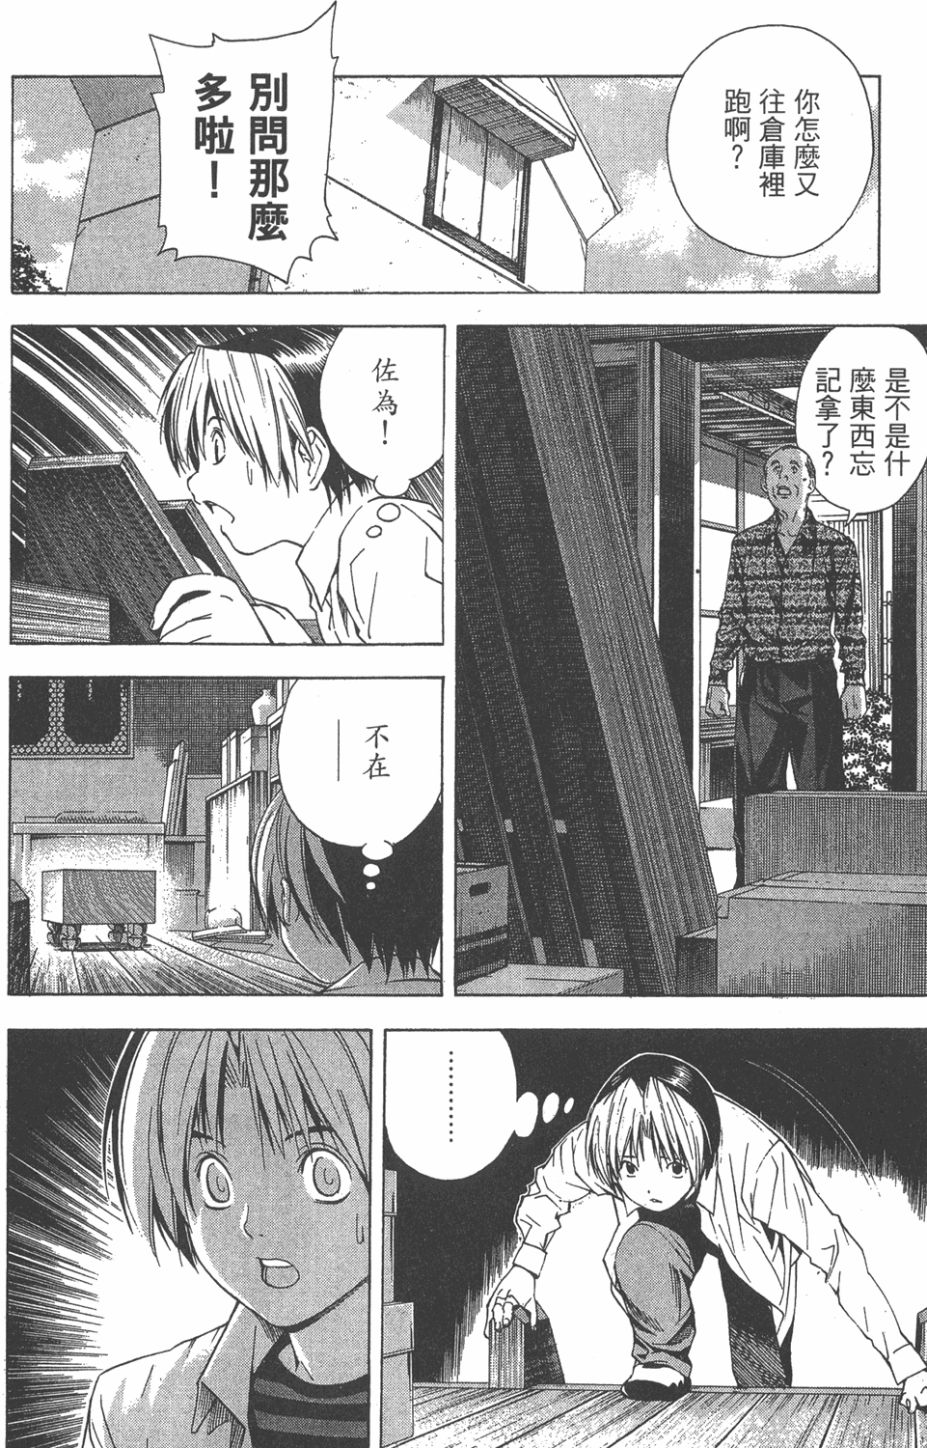 你怎麼又
往倉庫裡
跑啊？
別問那麼
多啦！
是不是什
麼東西忘
記拿了？
佐為！
不在
——
………